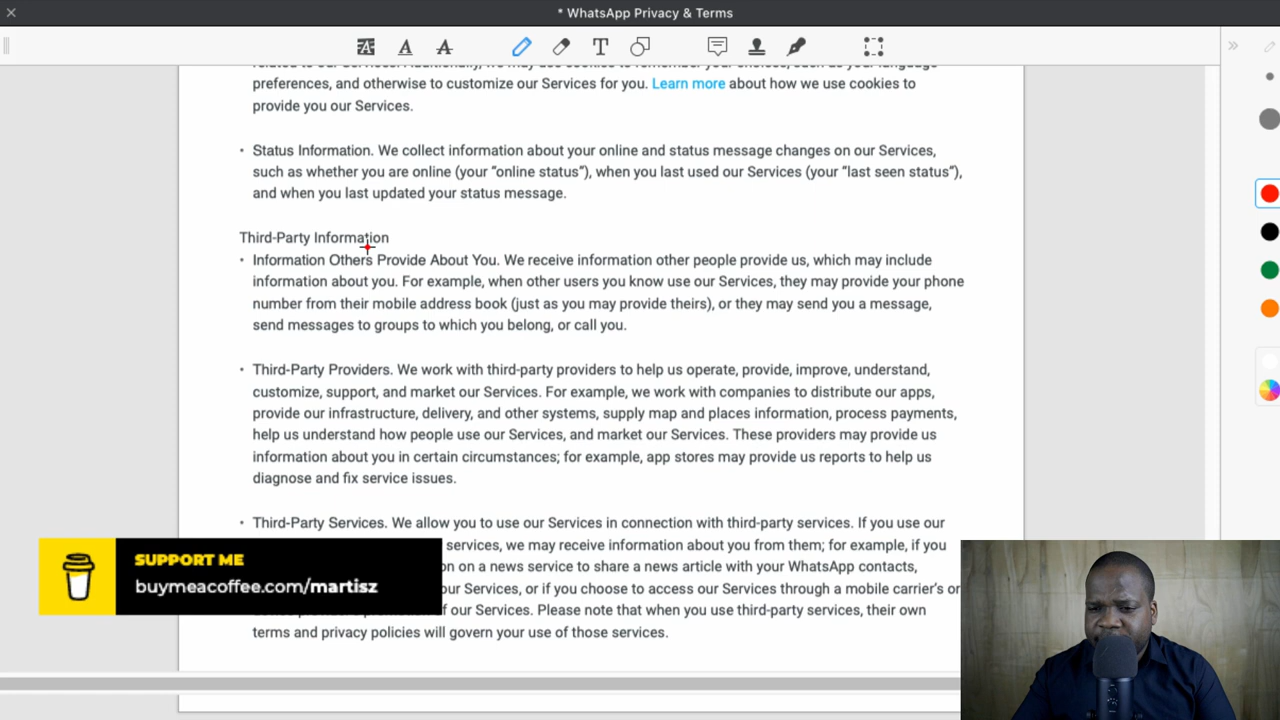 * WhatsApp Privacy & Terms
preferences, and otherwise to customize our Services for you. Learn more about how we use cookies to
provide you our Services.
• Status Information. We collect information about your online and status message changes on our Services,
such as whether you are online (your “online status”), when you last used our Services (your “last seen status”),
and when you last updated your status message.
Third-Party Information
• Information Others Provide About You. We receive information other people provide us, which may include
information about you. For example, when other users you know use our Services, they may provide your phone
number from their mobile address book (just as you may provide theirs), or they may send you a message,
send messages to groups to which you belong, or call you.
• Third-Party Providers. We work with third-party providers to help us operate, provide, improve, understand,
customize, support, and market our Services. For example, we work with companies to distribute our apps,
provide our infrastructure, delivery, and other systems, supply map and places information, process payments,
help us understand how people use our Services, and market our Services. These providers may provide us
information about you in certain circumstances; for example, app stores may provide us reports to help us
diagnose and fix service issues.
• Third-Party Services. We allow you to use our Services in connection with third-party services. If you use our
services, we may receive information about you from them; for example, if you
on on a news service to share a news article with your WhatsApp contacts,
our Services, or if you choose to access our Services through a mobile carrier’s or
f our Services. Please note that when you use third-party services, their own
terms and privacy policies will govern your use of those services.
SUPPORT ME
buymeacoffee.com/martisz